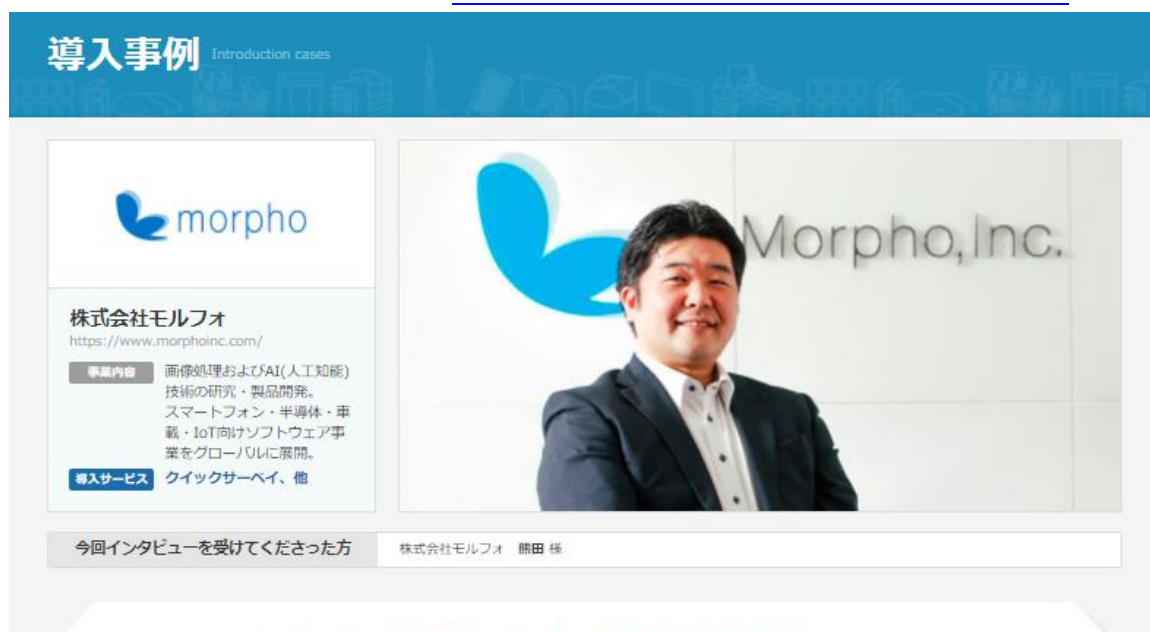 導入事例 Introduction cases
morpho
Morpho,Inc.
株式会社モルフォ
https://www.morphoinc.com/
事業内容 画像処理およびAI(人工知能)
技術の研究・製品開発。
スマートフォン・半導体・車
載・IoT向けソフトウェア事
業をグローバルに展開。
導入サービス クイックサーベイ、他
今回インタビューを受けてくださった方 株式会社モルフォ 熊田 様